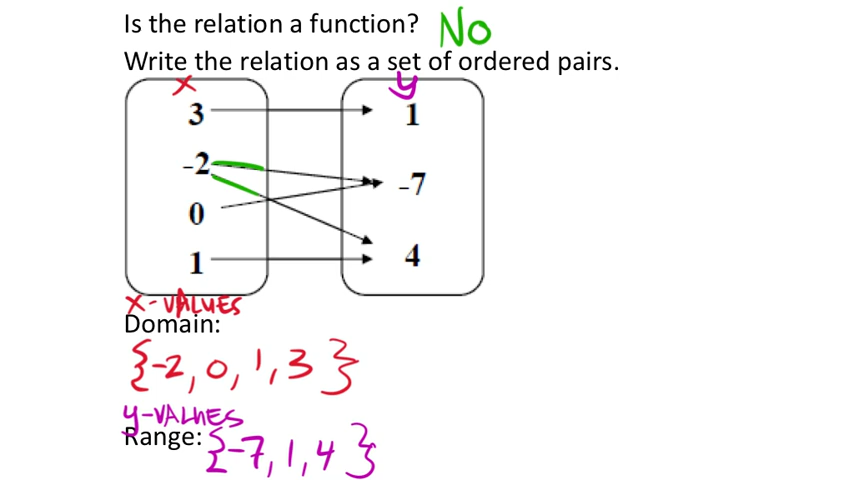 Is the relation a function? No
Write the relation as a set of ordered pairs.
x y
3 1
-2
-7
0
1 4
x-VALUES
Domain:
{-2, 0, 1, 3}
y-VALUES
Range: {-7, 1, 4}